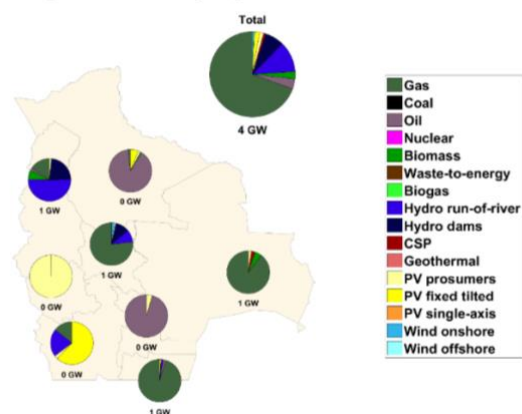 Total
4 GW
1 GW
0 GW
1 GW
0 GW
1 GW
0 GW
0 GW
1 GW
Gas
Coal
Oil
Nuclear
Biomass
Waste-to-energy
Biogas
Hydro run-of-river
Hydro dams
CSP
Geothermal
PV prosumers
PV fixed tilted
PV single-axis
Wind onshore
Wind offshore